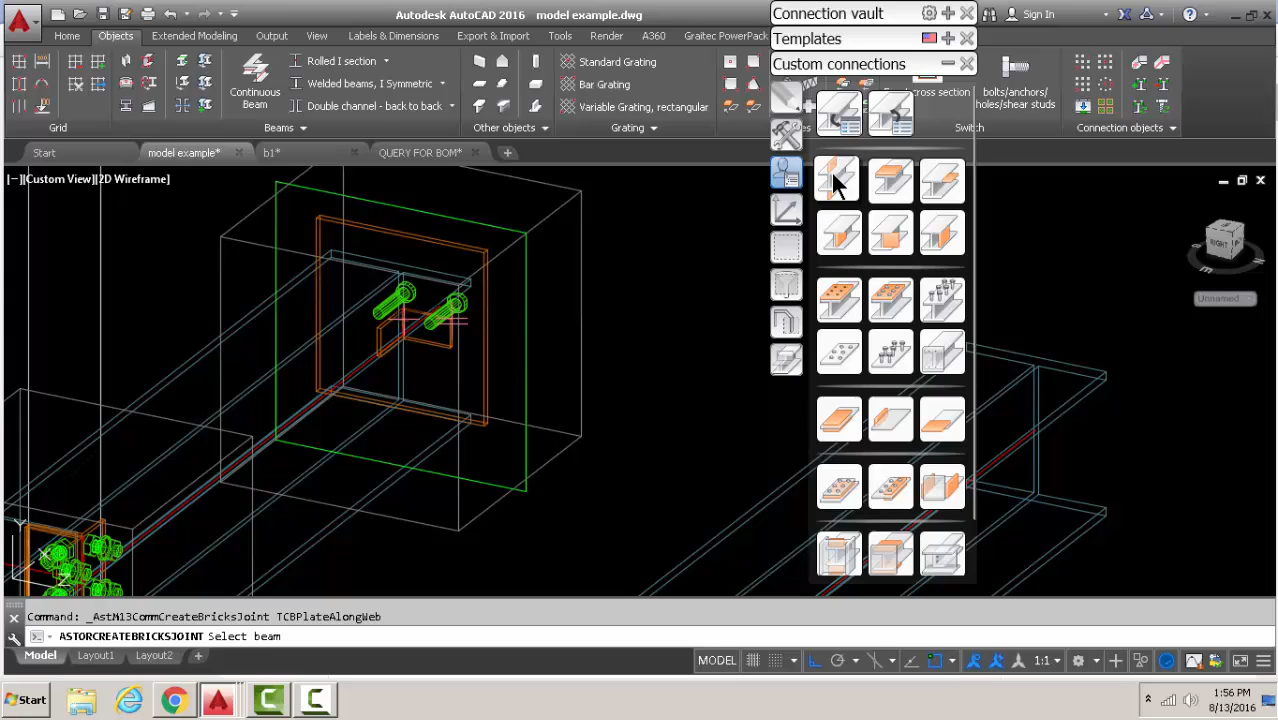 Autodesk AutoCAD 2016 model example.dwg
Sign In
Connection vault
Templates
Custom connections
Home Objects Extended Modeling Output View Labels & Dimensions Export & Import Tools Render A360 Graitec PowerPack
Continuous
Beam
Rolled I section
Welded beams, I Symmetric
Double channel - back to back
Standard Grating
Bar Grating
Variable Grating, rectangular
cross section
bolts/anchors/
holes/shear studs
Grid Beams Other objects Grating Switch Connection objects
Start model example* b1* QUERY FOR BOM*
[−][Custom View][2D Wireframe]
RIGHT
Unnamed
Command: _AstM13CommCreateBricksJoint TCBPlateAlongWeb
ASTORCREATEBRICKSJOINT Select beam
Model Layout1 Layout2 +
MODEL 1:1
Start
1:56 PM
8/13/2016